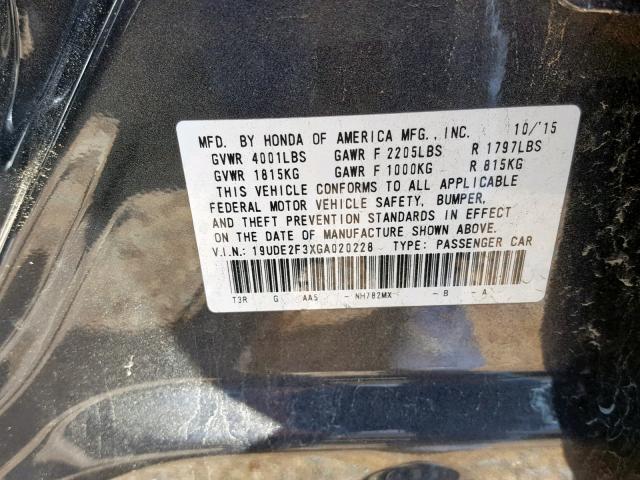 MFD. BY HONDA OF AMERICA MFG., INC. 10/'15
GVWR 4001LBS GAWR F 2205LBS R 1797LBS
GVWR 1815KG GAWR F 1000KG R 815KG
THIS VEHICLE CONFORMS TO ALL APPLICABLE
FEDERAL MOTOR VEHICLE SAFETY, BUMPER,
AND THEFT PREVENTION STANDARDS IN EFFECT
ON THE DATE OF MANUFACTURE SHOWN ABOVE.
V.I.N.: 19UDE2F3XGA020228 TYPE: PASSENGER CAR
T3R G AA5 - NH782MX - B - A